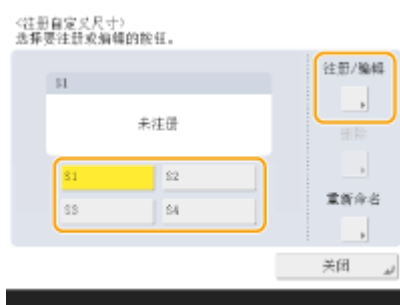 <注册自定义尺寸>
选择要注册或编辑的按钮。
S1
未注册
S1
S2
S3
S4
注册/编辑
删除
重新命名
关闭